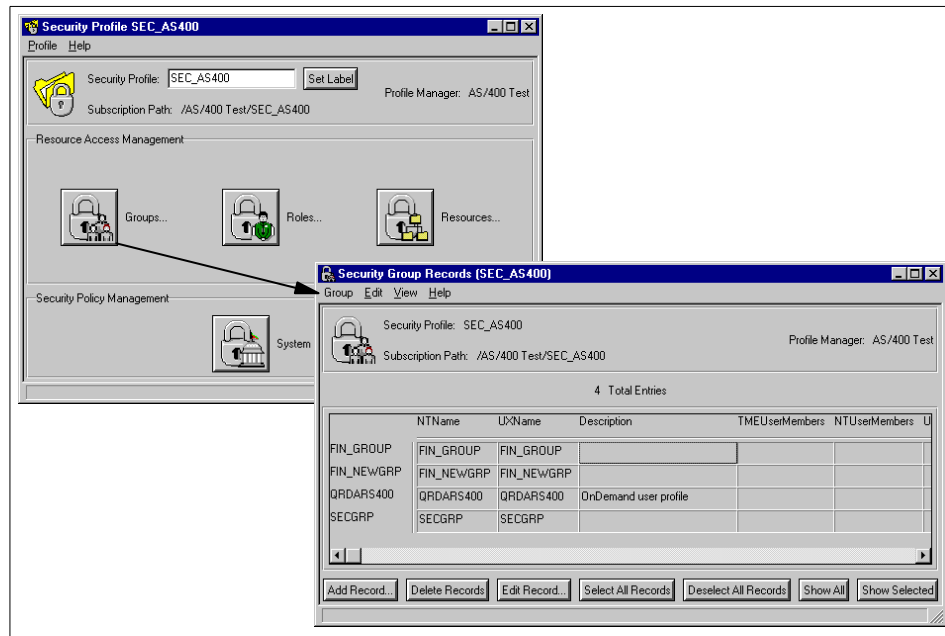 Security Profile SEC_AS400
Profile Help
Security Profile: SEC_AS400 Set Label
Profile Manager: AS/400 Test
Subscription Path: /AS/400 Test/SEC_AS400
Resource Access Management
Groups... Roles... Resources...
Security Policy Management
System
Security Group Records (SEC_AS400)
Group Edit View Help
Security Profile: SEC_AS400
Profile Manager: AS/400 Test
Subscription Path: /AS/400 Test/SEC_AS400
4 Total Entries
NTName UXName Description TMEUserMembers NTUserMembers U
FIN_GROUP FIN_GROUP FIN_GROUP
FIN_NEWGRP FIN_NEWGRP FIN_NEWGRP
QRDARS400 QRDARS400 QRDARS400 OnDemand user profile
SECGRP SECGRP SECGRP
Add Record... Delete Records Edit Record... Select All Records Deselect All Records Show All Show Selected